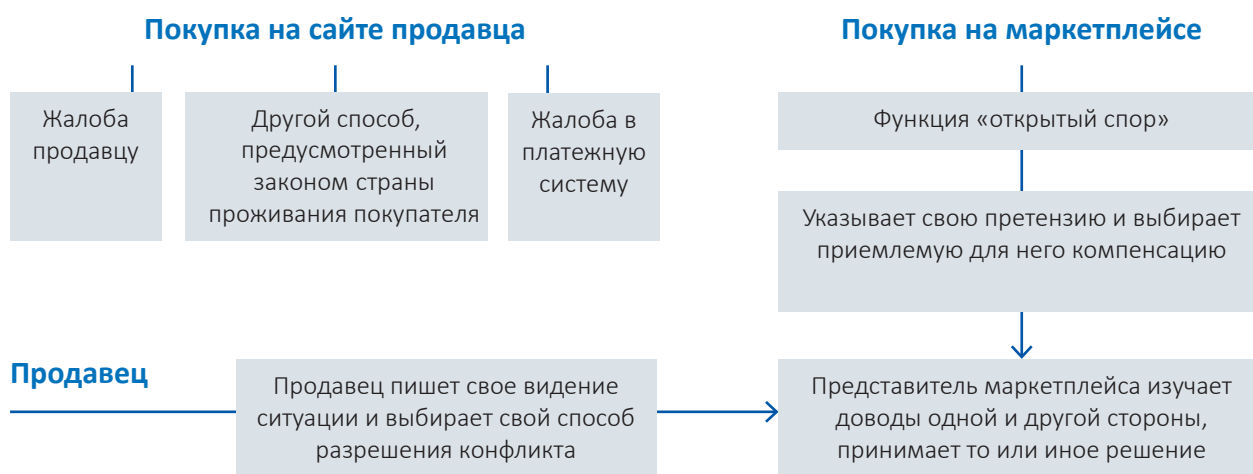 Покупка на сайте продавца
Жалоба
продавцу
Другой способ,
предусмотренный
законом страны
проживания покупателя
Жалоба в
платежную
систему
Покупка на маркетплейсе
Функция «открытый спор»
Указывает свою претензию и выбирает
приемлемую для него компенсацию
Продавец
Продавец пишет свое видение
ситуации и выбирает свой способ
разрешения конфликта
Представитель маркетплейса изучает
доводы одной и другой стороны,
принимает то или иное решение